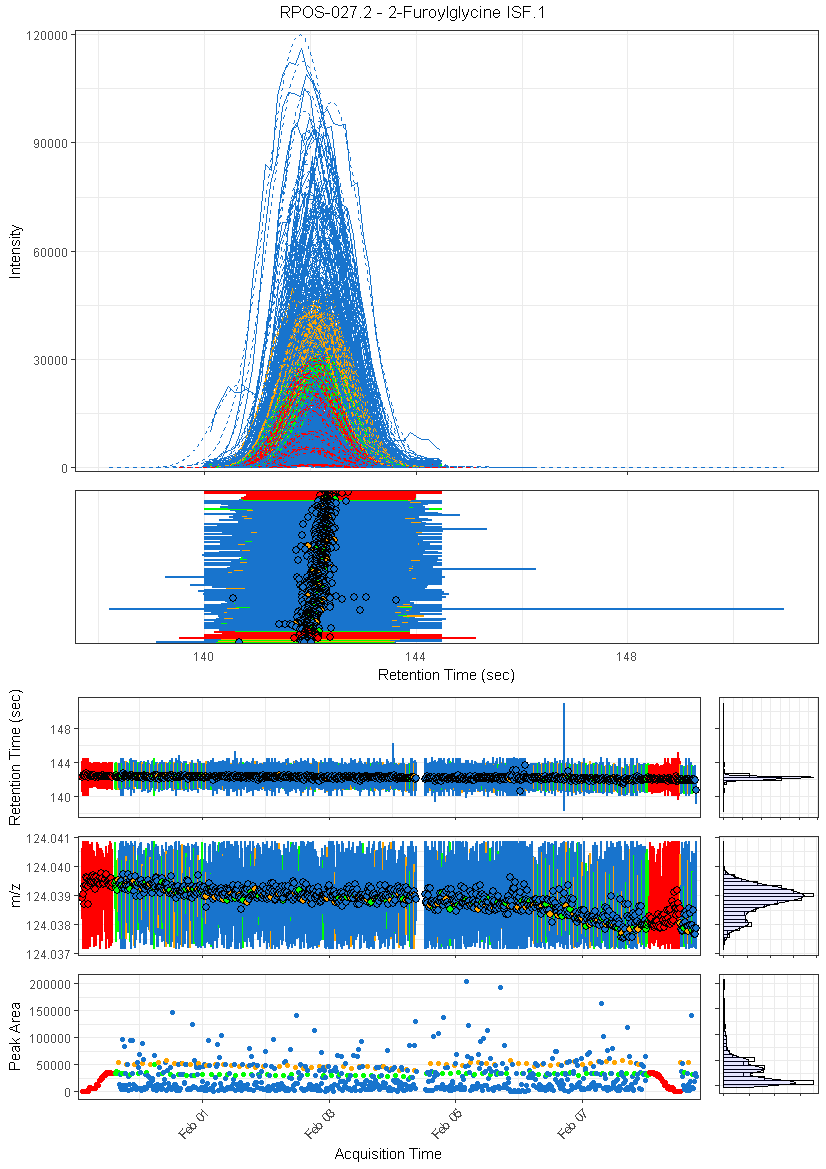 RPOS-027.2 - 2-Furoylglycine ISF.1
120000
90000
60000
30000
0
Intensity
140
144
148
Retention Time (sec)
148
144
140
Retention Time (sec)
124.041
124.040
124.039
124.038
124.037
m/z
200000
150000
100000
50000
0
Peak Area
Feb 01
Feb 03
Feb 05
Feb 07
Acquisition Time